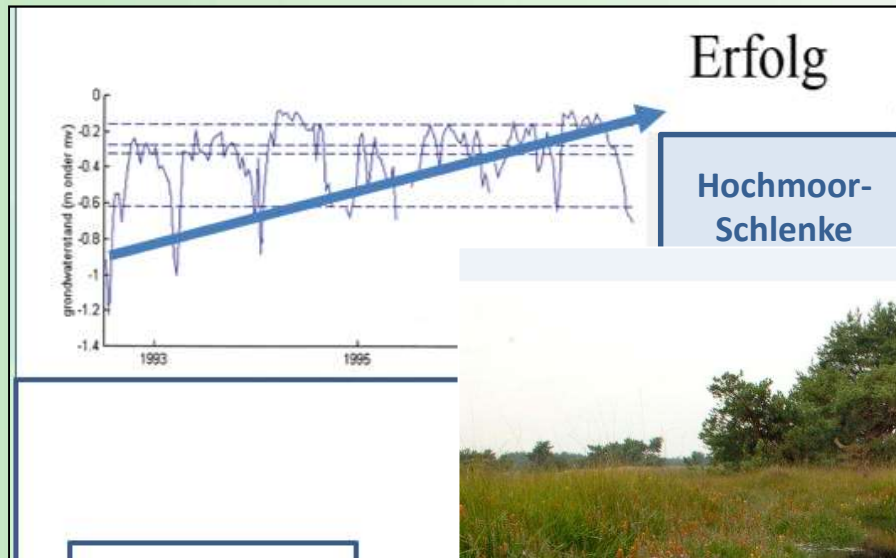 Erfolg
0
-0.2
-0.4
-0.6
-0.8
-1
-1.2
-1.4
grondwaterstand (m onder mv)
1993
1995
Hochmoor-
Schlenke